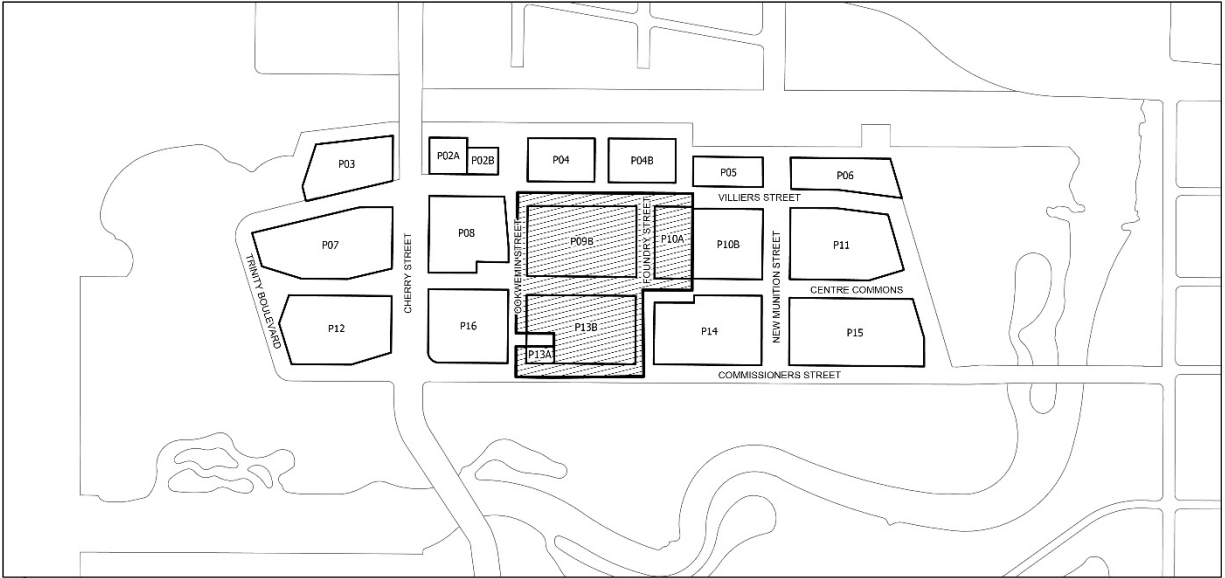 P03
P02A
P02B
P04
P04B
P05
P06
VILLIERS STREET
P07
P08
P09B
P10A
P10B
P11
TRINITY BOULEVARD
CHERRY STREET
OOKWEMIN STREET
FOUNDRY STREET
NEW MUNITION STREET
CENTRE COMMONS
P12
P16
P13B
P13A
P14
P15
COMMISSIONERS STREET